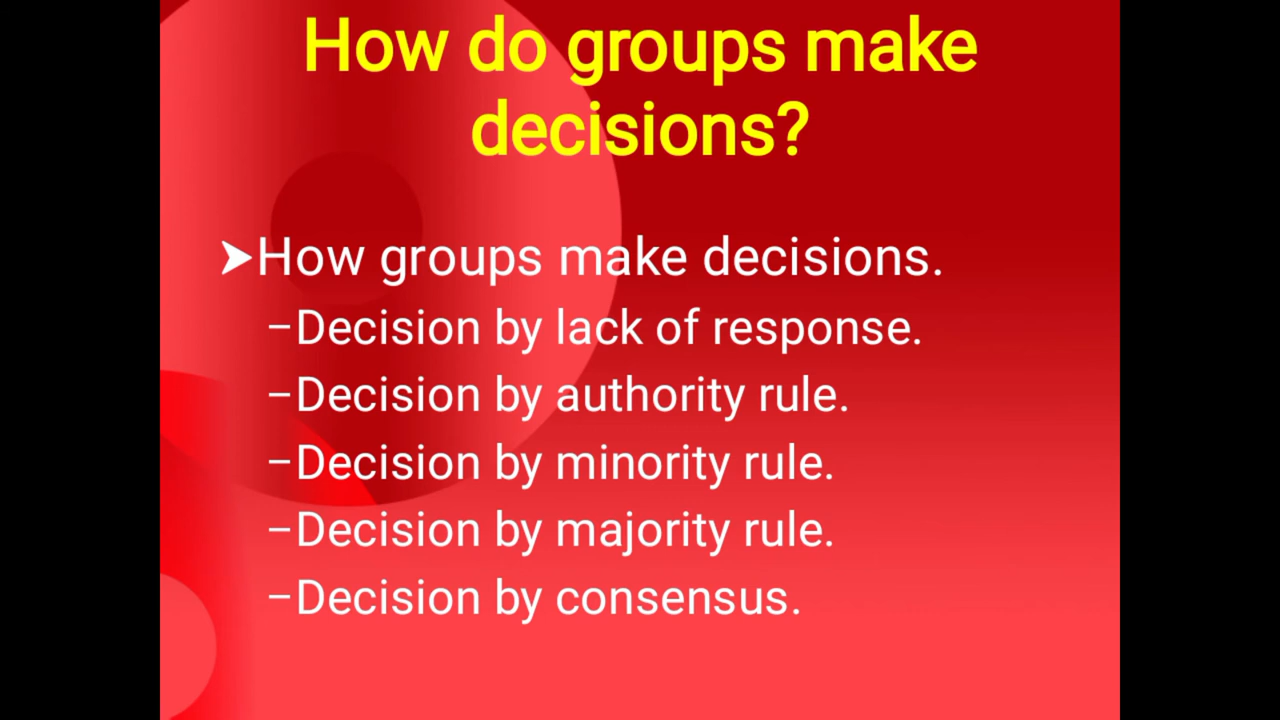 How do groups make
decisions?
➤How groups make decisions.
–Decision by lack of response.
–Decision by authority rule.
–Decision by minority rule.
–Decision by majority rule.
–Decision by consensus.